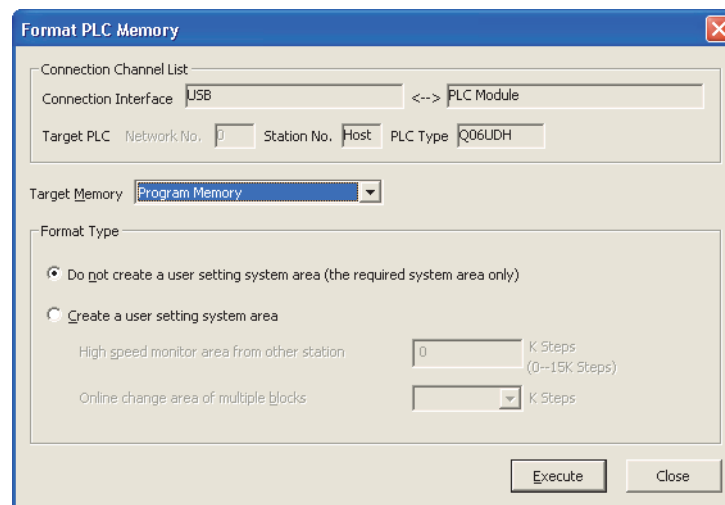 Format PLC Memory
Connection Channel List
Connection Interface USB <--> PLC Module
Target PLC Network No. 0 Station No. Host PLC Type Q06UDH
Target Memory Program Memory
Format Type
Do not create a user setting system area (the required system area only)
Create a user setting system area
High speed monitor area from other station 0 K Steps
(0--15K Steps)
Online change area of multiple blocks K Steps
Execute Close